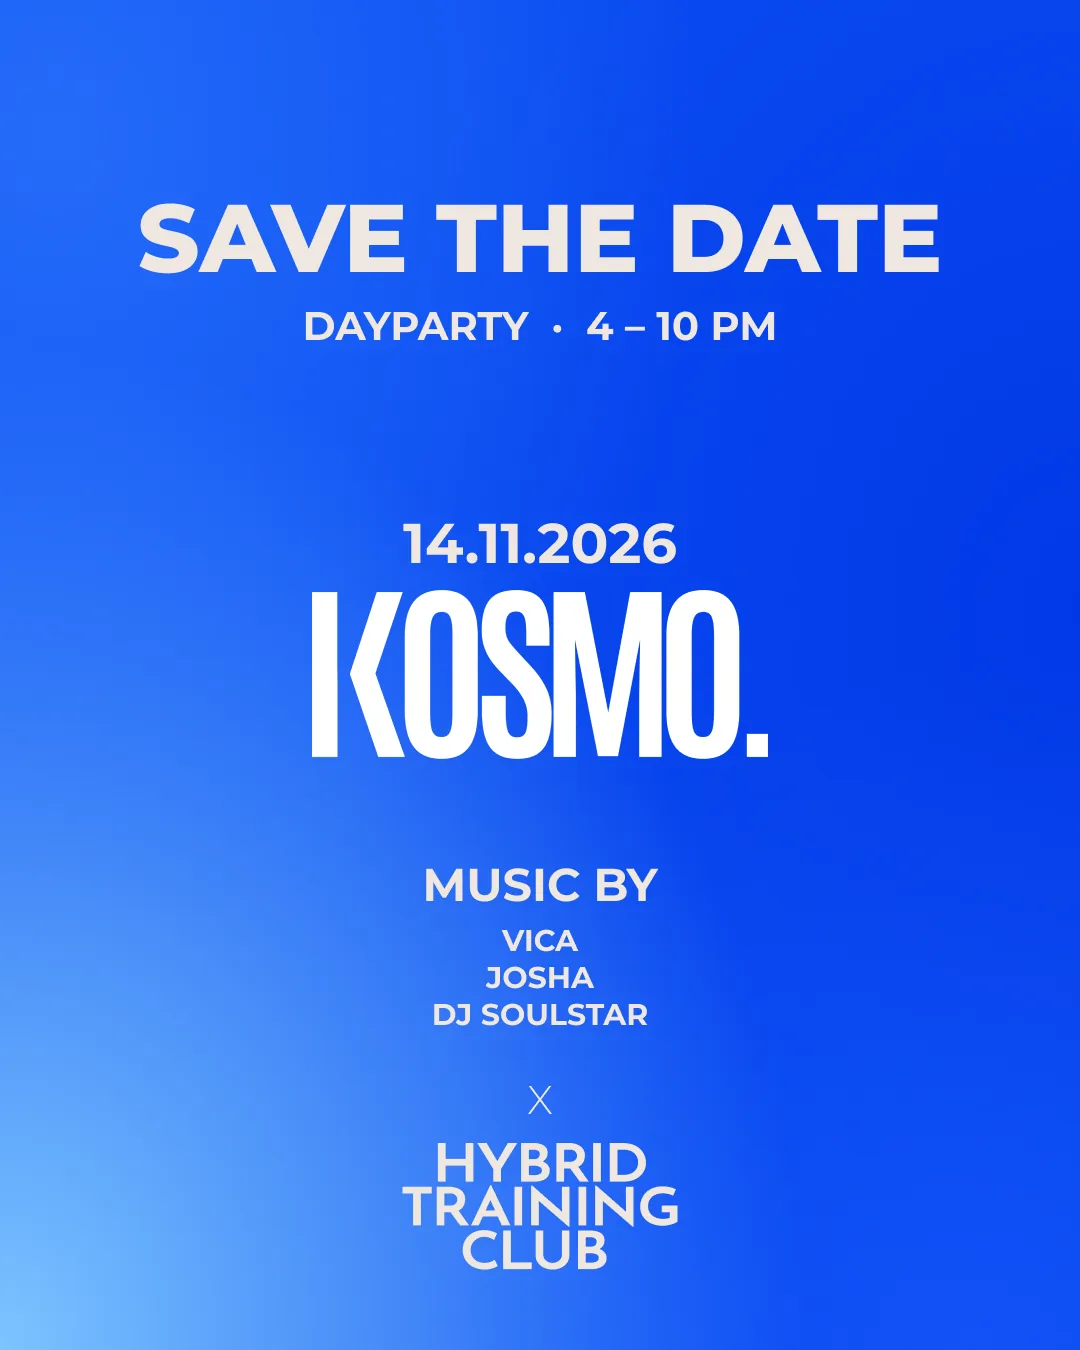 SAVE THE DATE
DAYPARTY · 4 – 10 PM
14.11.2026
KOSMO.
MUSIC BY
VICA
JOSHA
DJ SOULSTAR
X
HYBRID
TRAINING
CLUB